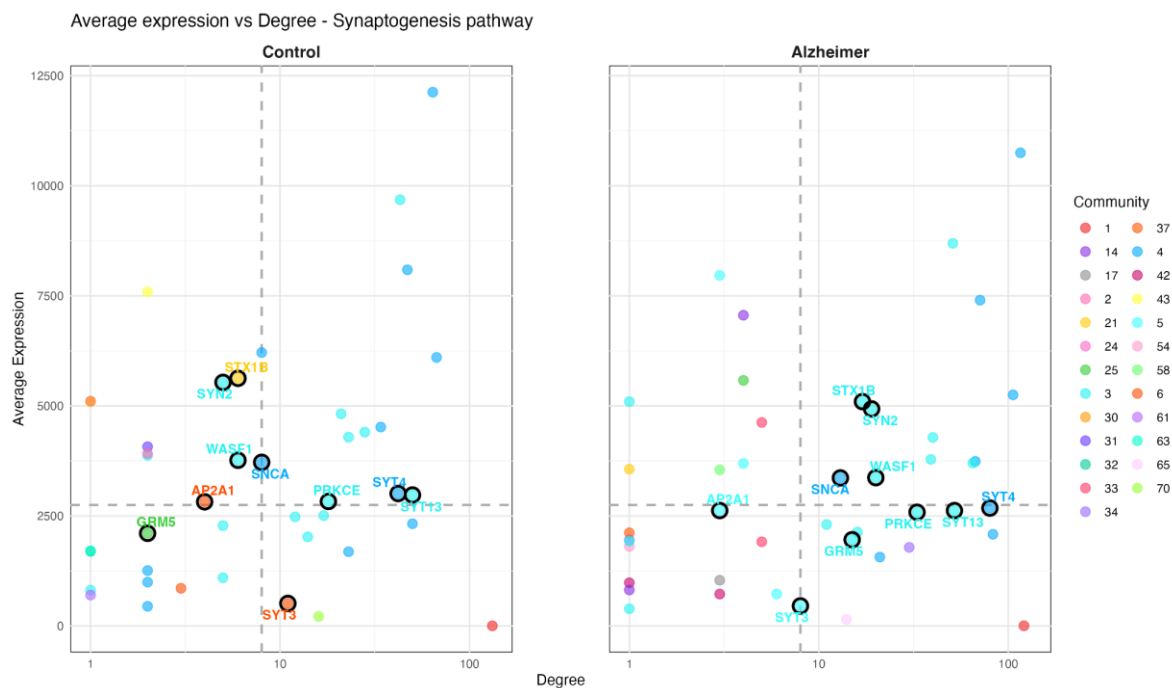 Average expression vs Degree - Synaptogenesis pathway
Control
Alzheimer
Average Expression
12500
10000
7500
5000
2500
0
STX1B
SYN2
WASF1
SNCA
AP2A1
PRKCE
SYT4
SYT13
GRM5
SYT3
1
10
100
STX1B
SYN2
SNCA
WASF1
AP2A1
PRKCE
SYT13
SYT4
GRM5
SYT3
1
10
100
Degree
Community
1
14
17
2
21
24
25
3
30
31
32
33
34
37
4
42
43
5
54
58
6
61
63
65
70